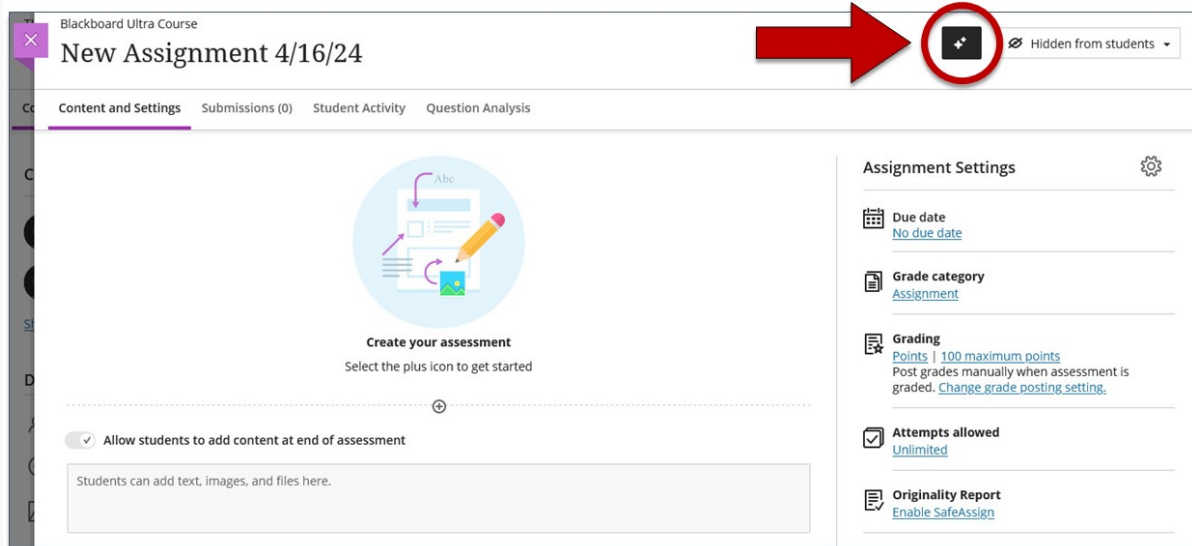 Blackboard Ultra Course
New Assignment 4/16/24
Hidden from students
Content and Settings Submissions (0) Student Activity Question Analysis
Abc
Create your assessment
Select the plus icon to get started
Allow students to add content at end of assessment
Students can add text, images, and files here.
Assignment Settings
Due date
No due date
Grade category
Assignment
Grading
Points | 100 maximum points
Post grades manually when assessment is
graded. Change grade posting setting.
Attempts allowed
Unlimited
Originality Report
Enable SafeAssign